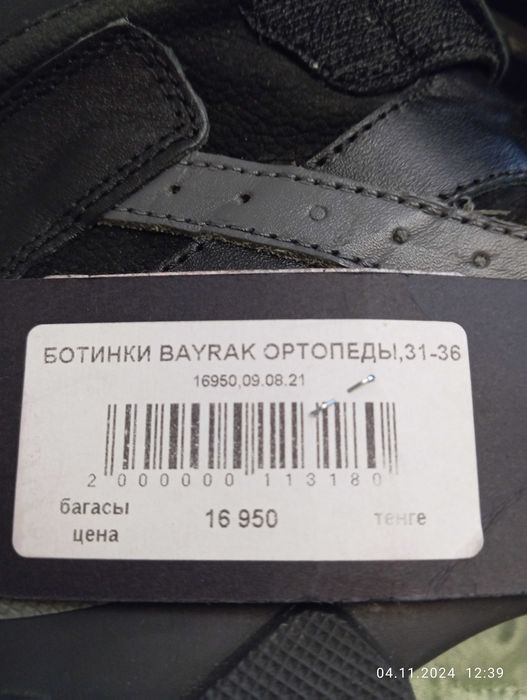 БОТИНКИ BAYRAK ОРТОПЕДЫ,31-36
16950,09.08.21
2 000000 113180
багасы
цена
16 950
тенге
04.11.2024 12:39